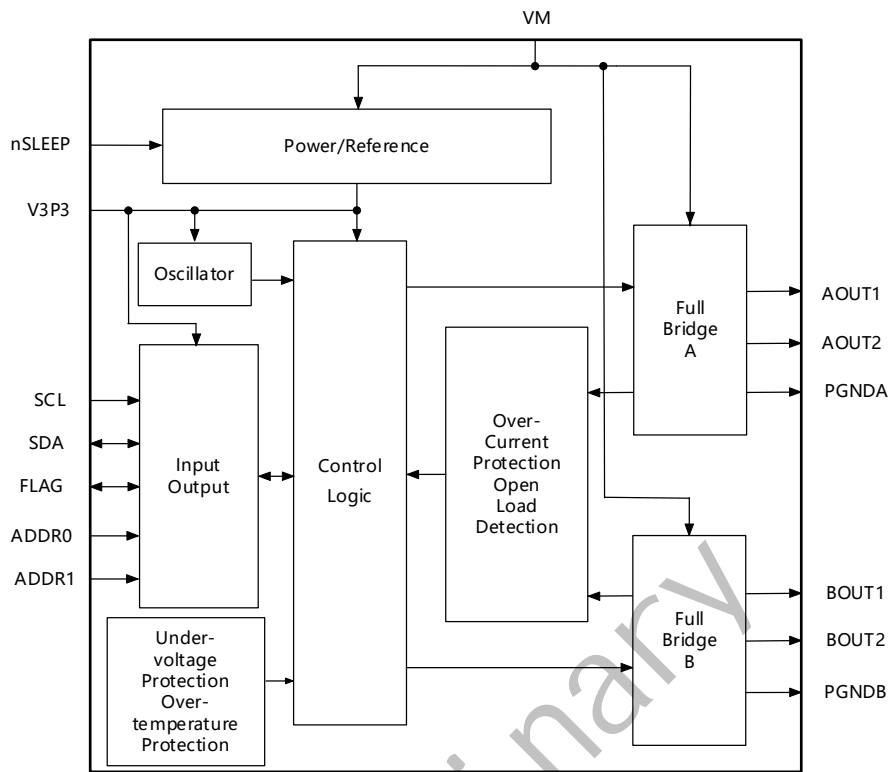 VM
nSLEEP
Power/Reference
V3P3
Oscillator
AOUT1
Full
Bridge
A
AOUT2
PGNDA
SCL
SDA
FLAG
ADDR0
ADDR1
Input
Output
Control
Logic
Over-
Current
Protection
Open
Load
Detection
BOUT1
Full
Bridge
B
BOUT2
PGNDB
Under-
voltage
Protection
Over-
temperature
Protection
inary